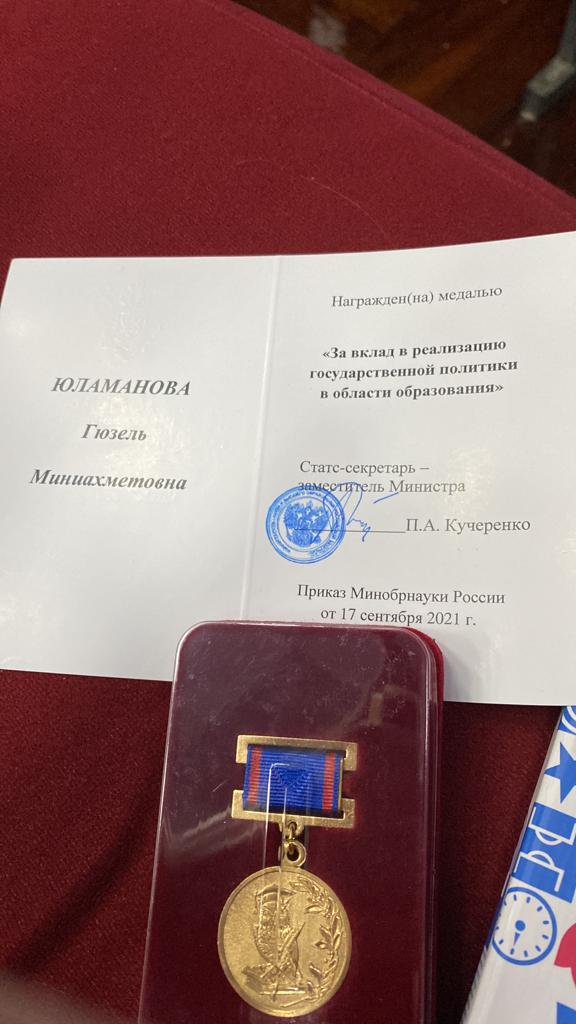 ЮЛАМАНОВА
Гюзель
Миниахметовна
Награжден(на) медалью
«За вклад в реализацию
государственной политики
в области образования»
Статс-секретарь –
заместитель Министра
П.А. Кучеренко
Приказ Минобрнауки России
от 17 сентября 2021 г.